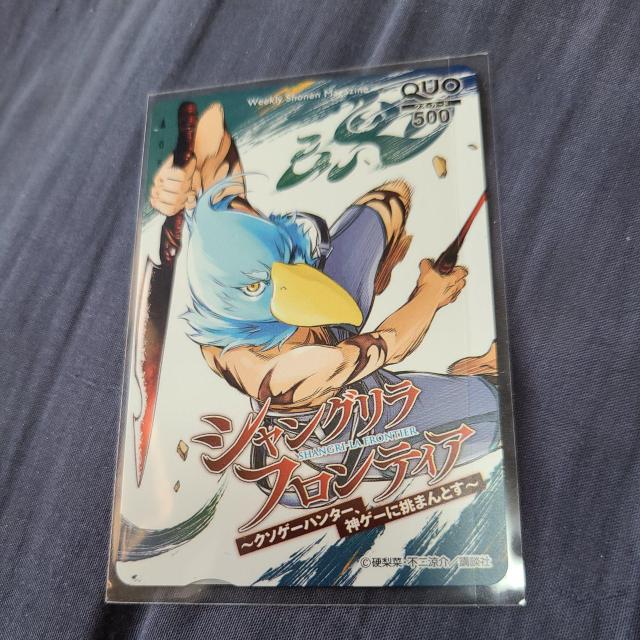 Weekly Shonen Magazine
QUO
500
シャングリラ
SHANGRI-LA FRONTIER
フロンティア
～クソゲーハンター、
神ゲーに挑まんとす～
©硬梨菜・不二涼介／講談社